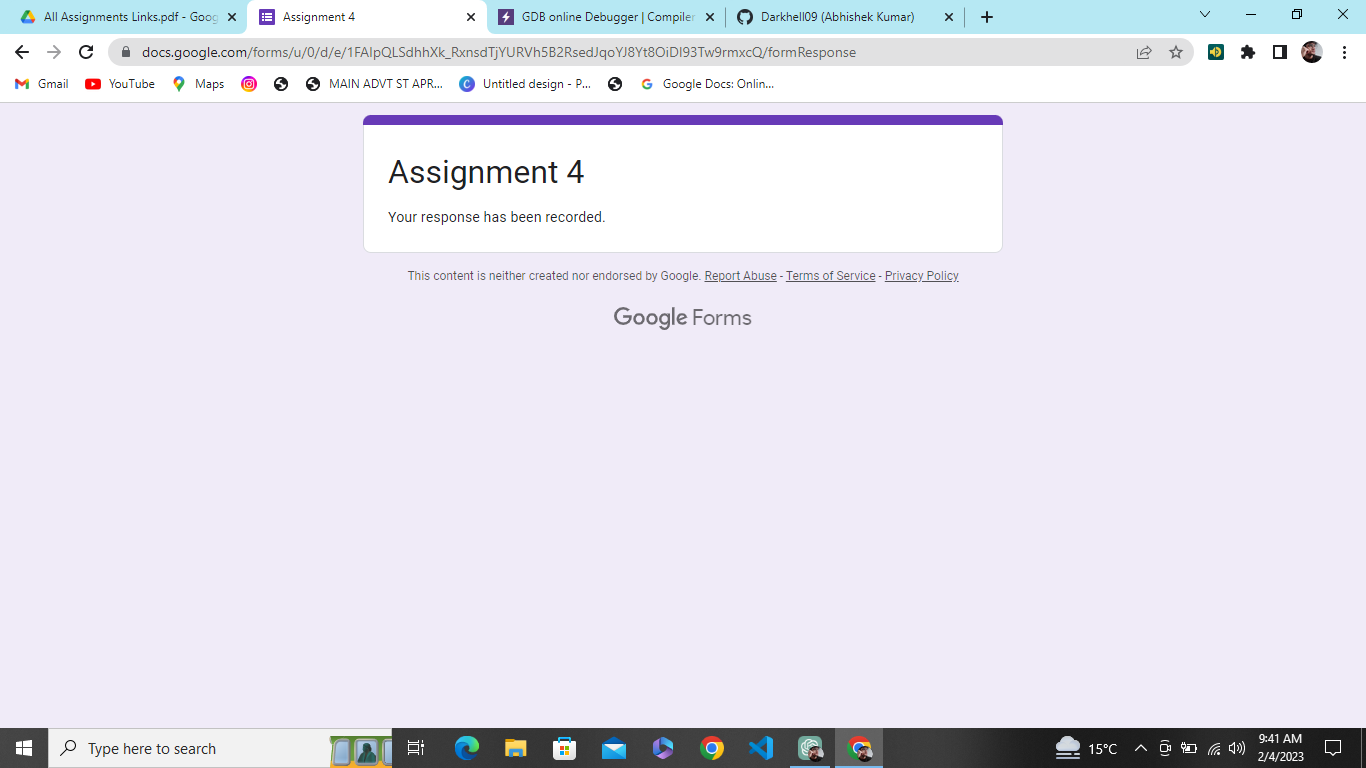 All Assignments Links.pdf - Goog
Assignment 4
GDB online Debugger | Compiler
Darkhell09 (Abhishek Kumar)
docs.google.com/forms/u/0/d/e/1FAIpQLSdhhXk_RxnsdTjYURVh5B2RsedJqoYJ8Yt8OiDI93Tw9rmxcQ/formResponse
Gmail
YouTube
Maps
MAIN ADVT ST APR...
Untitled design - P...
Google Docs: Onlin...
Assignment 4
Your response has been recorded.
This content is neither created nor endorsed by Google. Report Abuse - Terms of Service - Privacy Policy
Google Forms
Type here to search
15°C
9:41 AM
2/4/2023